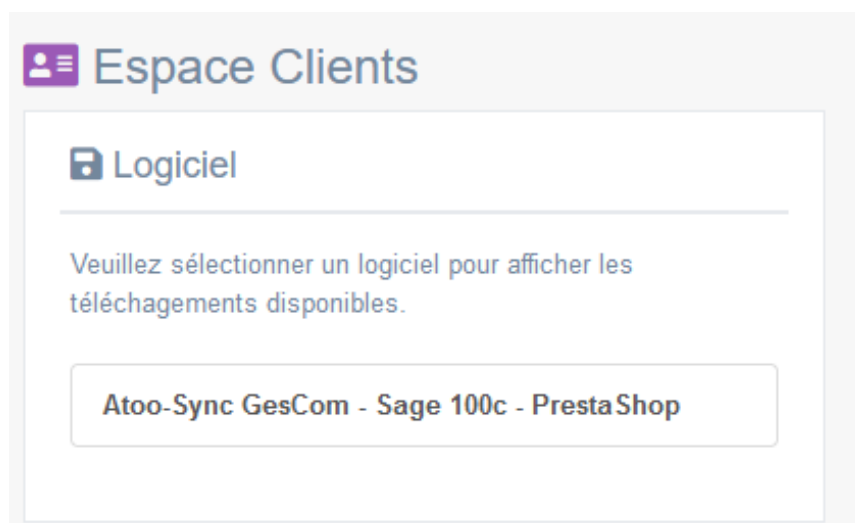 Espace Clients
Logiciel
Veuillez sélectionner un logiciel pour afficher les
téléchagements disponibles.
Atoo-Sync GesCom - Sage 100c - PrestaShop